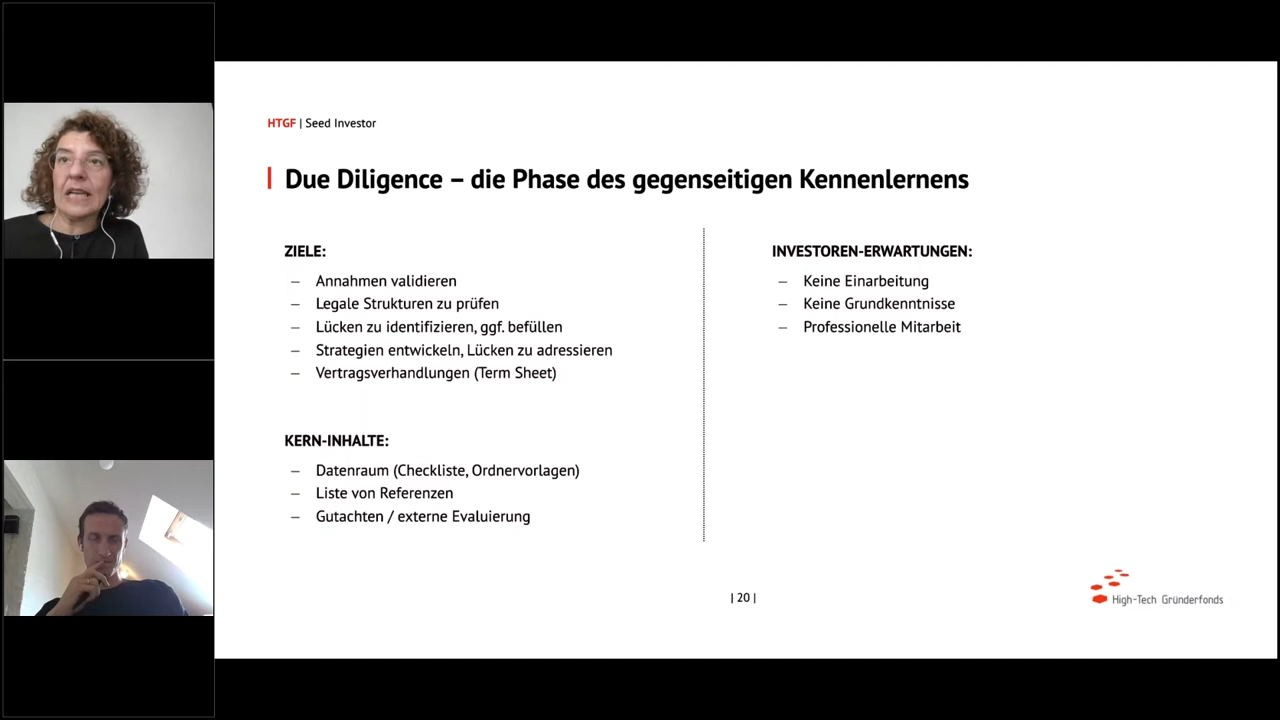 HTGF | Seed Investor
Due Diligence – die Phase des gegenseitigen Kennenlernens
ZIELE:
– Annahmen validieren
– Legale Strukturen zu prüfen
– Lücken zu identifizieren, ggf. befüllen
– Strategien entwickeln, Lücken zu adressieren
– Vertragsverhandlungen (Term Sheet)
KERN-INHALTE:
– Datenraum (Checkliste, Ordnervorlagen)
– Liste von Referenzen
– Gutachten / externe Evaluierung
INVESTOREN-ERWARTUNGEN:
– Keine Einarbeitung
– Keine Grundkenntnisse
– Professionelle Mitarbeit
| 20 |
High-Tech Gründerfonds